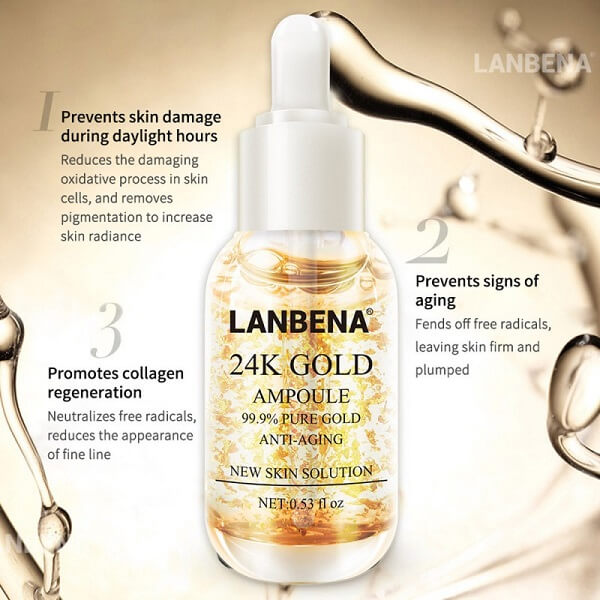 LANBENA®
1
Prevents skin damage
during daylight hours
Reduces the damaging
oxidative process in skin
cells, and removes
pigmentation to increase
skin radiance
2
Prevents signs of
aging
Fends off free radicals,
leaving skin firm and
plumped
3
Promotes collagen
regeneration
Neutralizes free radicals,
reduces the appearance
of fine line
LANBENA®
24K GOLD
AMPOULE
99.9% PURE GOLD
ANTI-AGING
NEW SKIN SOLUTION
NET:0.53 fl oz